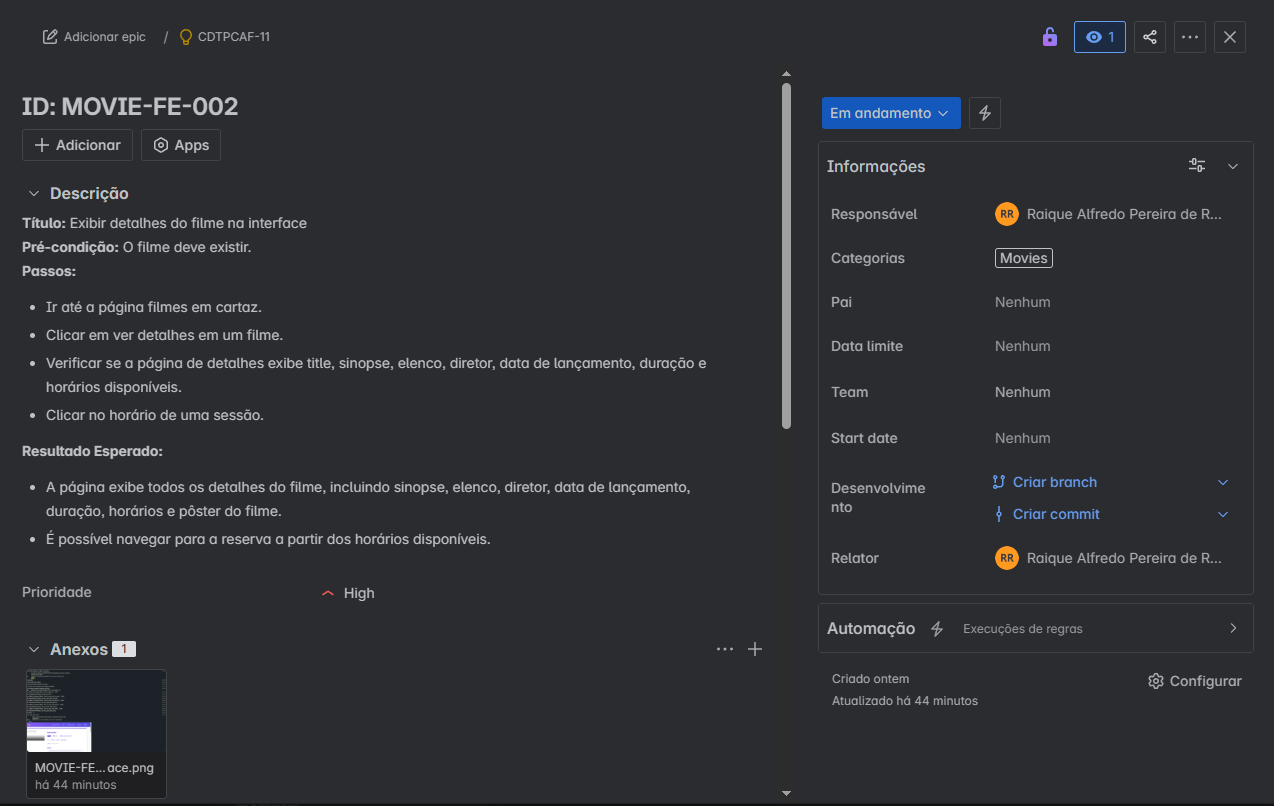 Adicionar epic / CDTPCAF-11
1
ID: MOVIE-FE-002
Adicionar
Apps
Descrição
Título: Exibir detalhes do filme na interface
Pré-condição: O filme deve existir.
Passos:
• Ir até a página filmes em cartaz.
• Clicar em ver detalhes em um filme.
• Verificar se a página de detalhes exibe title, sinopse, elenco, diretor, data de lançamento, duração e
horários disponíveis.
• Clicar no horário de uma sessão.
Resultado Esperado:
• A página exibe todos os detalhes do filme, incluindo sinopse, elenco, diretor, data de lançamento,
duração, horários e pôster do filme.
• É possível navegar para a reserva a partir dos horários disponíveis.
Prioridade
High
Anexos 1
MOVIE-FE...ace.png
há 44 minutos
Em andamento
Informações
Responsável
RR Raique Alfredo Pereira de R...
Categorias
Movies
Pai
Nenhum
Data limite
Nenhum
Team
Nenhum
Start date
Nenhum
Desenvolvime
nto
Criar branch
Criar commit
Relator
RR Raique Alfredo Pereira de R...
Automação
Execuções de regras
Criado ontem
Atualizado há 44 minutos
Configurar